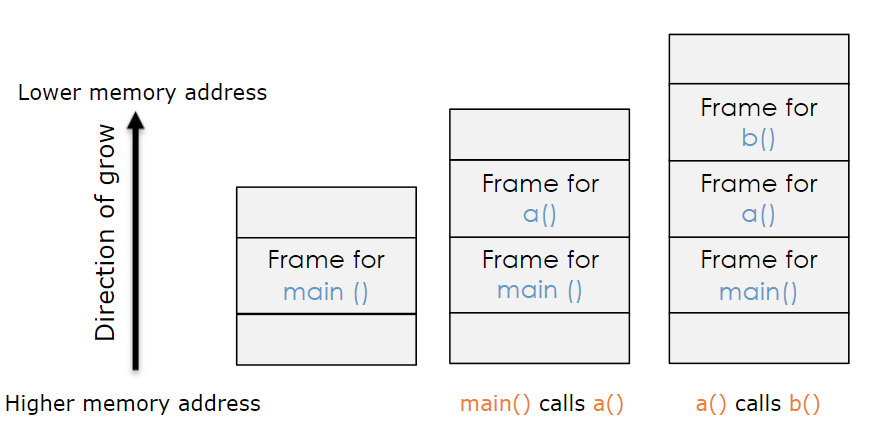 Lower memory address
Direction of grow
Higher memory address
Frame for
main ()
Frame for
a()
Frame for
main ()
main() calls a()
Frame for
b()
Frame for
a()
Frame for
main()
a() calls b()